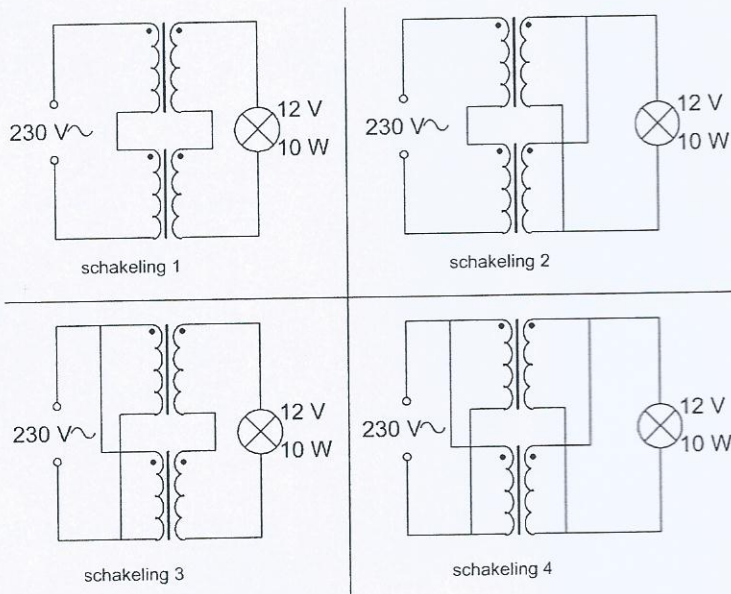 230 V~
12 V
10 W
schakeling 1
230 V~
12 V
10 W
schakeling 2
230 V~
12 V
10 W
schakeling 3
230 V~
12 V
10 W
schakeling 4